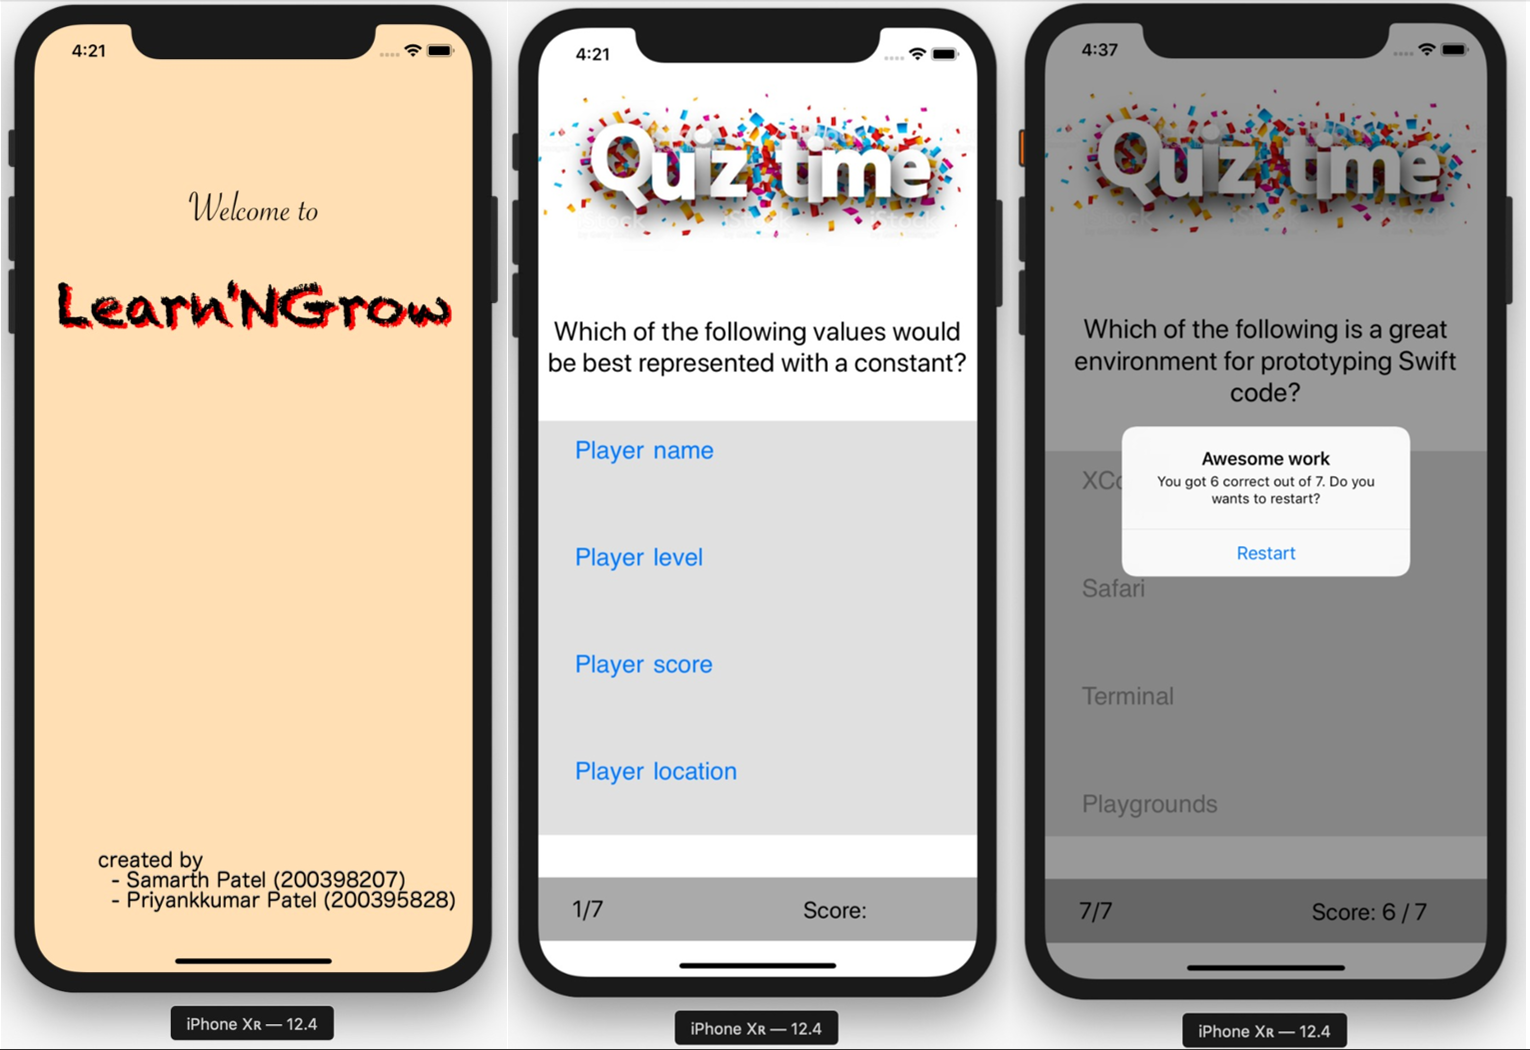 4:21
Welcome to
Learn'NGrow
created by
- Samarth Patel (200398207)
- Priyankkumar Patel (200395828)
iPhone XR — 12.4
4:21
Quiz time
iStock
iStock
Which of the following values would
be best represented with a constant?
Player name
Player level
Player score
Player location
1/7
Score:
iPhone XR — 12.4
4:37
Quiz time
Which of the following is a great
environment for prototyping Swift
code?
Awesome work
You got 6 correct out of 7. Do you
wants to restart?
Restart
Safari
Terminal
Playgrounds
7/7
Score: 6 / 7
iPhone XR — 12.4